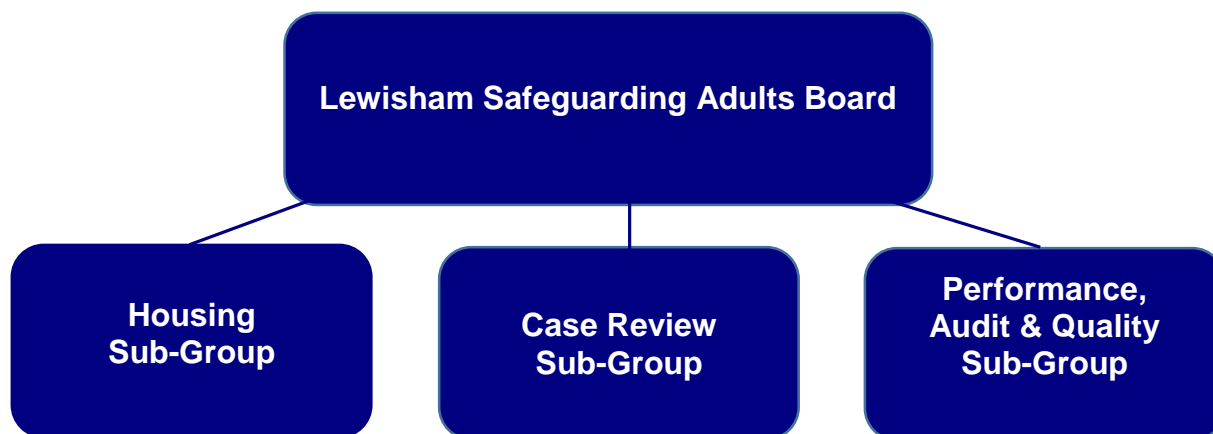 Lewisham Safeguarding Adults Board
Housing
Sub-Group
Case Review
Sub-Group
Performance,
Audit & Quality
Sub-Group